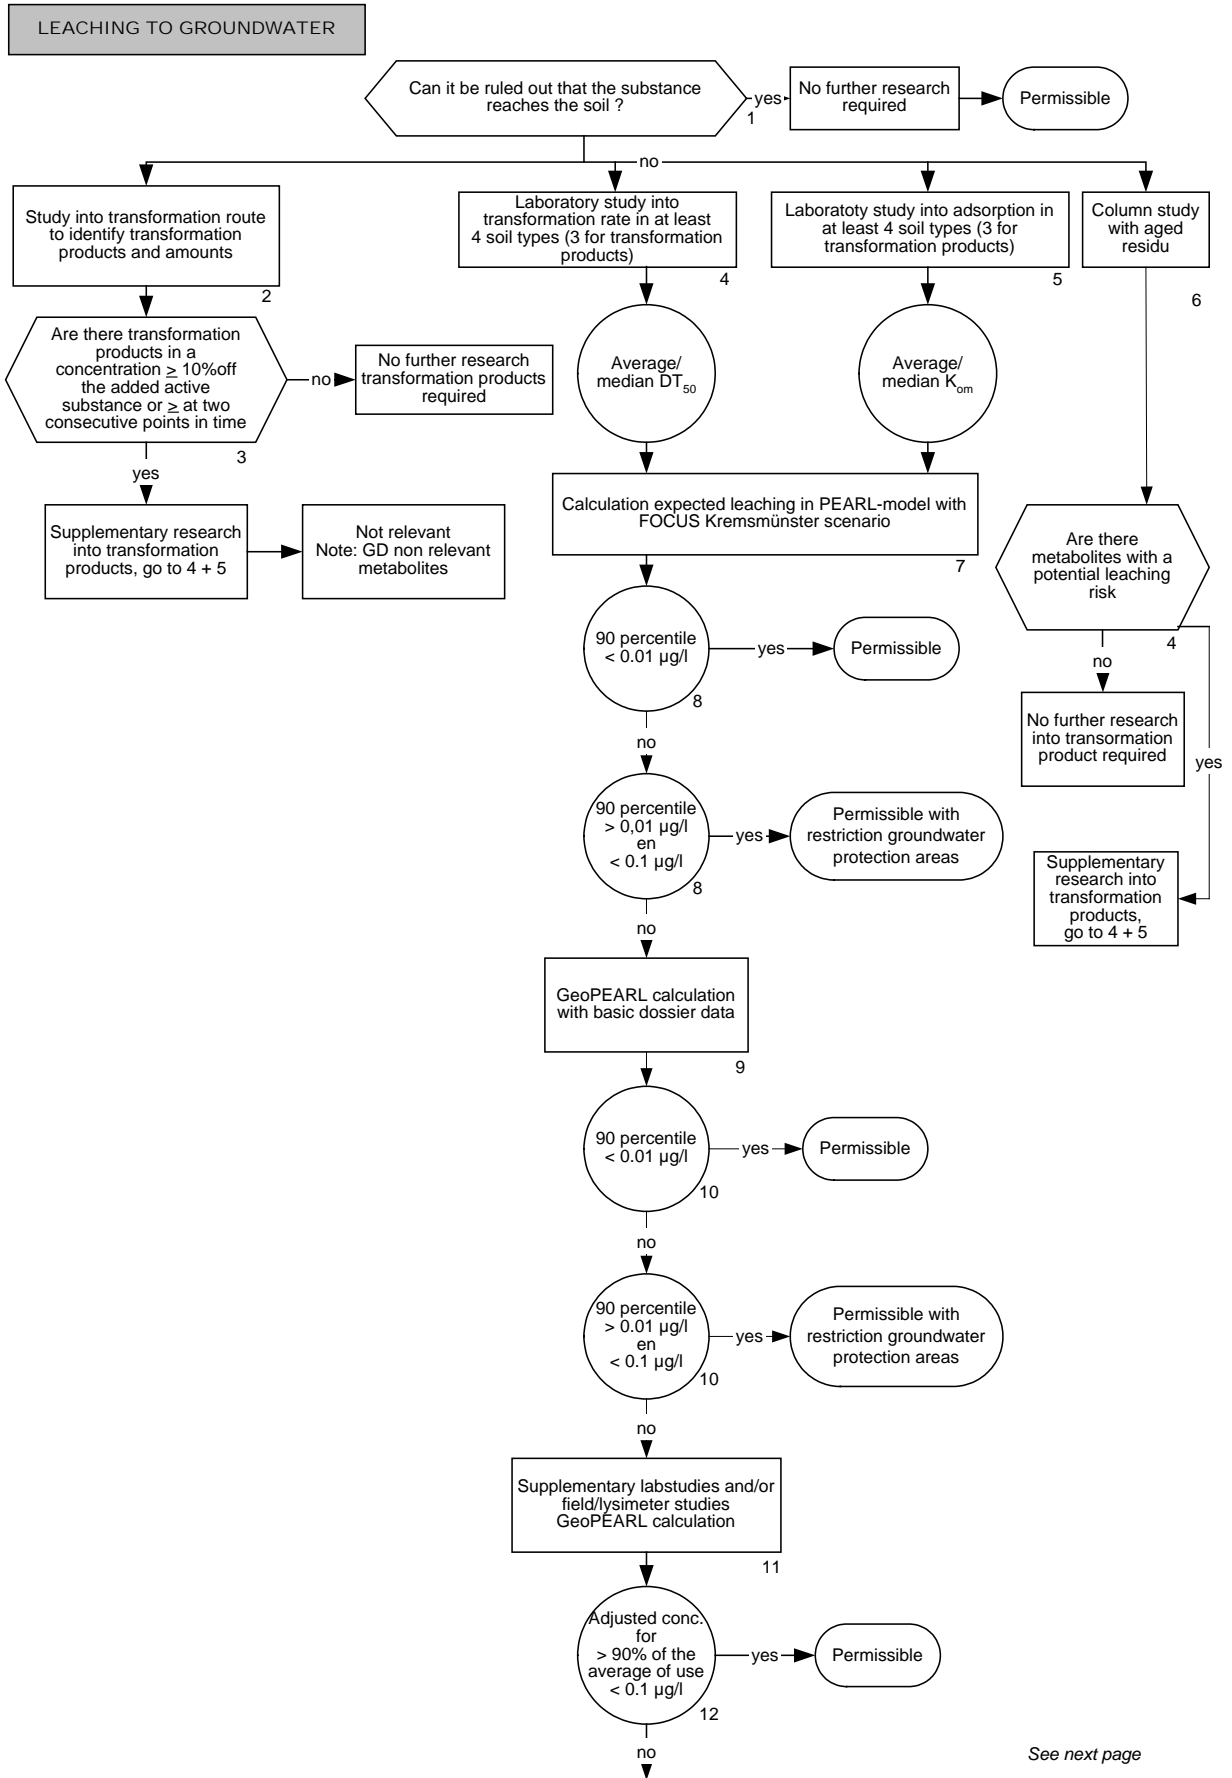 LEACHING TO GROUNDWATER
Can it be ruled out that the substance
reaches the soil ?
yes
1
No further research
required
Permissible
no
Study into transformation route
to identify transformation
products and amounts
2
Laboratory study into
transformation rate in at least
4 soil types (3 for transformation
products)
4
Laboratoty study into adsorption in
at least 4 soil types (3 for
transformation products)
5
Column study
with aged
residu
6
Are there transformation
products in a
concentration ≥ 10%off
the added active
substance or ≥ at two
consecutive points in time
3
no
No further research
transformation products
required
Average/
median DT50
Average/
median Kom
yes
Supplementary research
into transformation
products, go to 4 + 5
Not relevant
Note: GD non relevant
metabolites
Calculation expected leaching in PEARL-model with
FOCUS Kremsmünster scenario
7
Are there
metabolites with a
potential leaching
risk
4
no
yes
No further research
into transormation
product required
Supplementary
research into
transformation
products,
go to 4 + 5
90 percentile
< 0.01 µg/l
8
yes
Permissible
no
90 percentile
> 0,01 µg/l
en
< 0.1 µg/l
8
yes
Permissible with
restriction groundwater
protection areas
no
GeoPEARL calculation
with basic dossier data
9
90 percentile
< 0.01 µg/l
10
yes
Permissible
no
90 percentile
> 0.01 µg/l
en
< 0.1 µg/l
10
yes
Permissible with
restriction groundwater
protection areas
no
Supplementary labstudies and/or
field/lysimeter studies
GeoPEARL calculation
11
Adjusted conc.
for
> 90% of the
average of use
< 0.1 µg/l
12
yes
Permissible
no
See next page